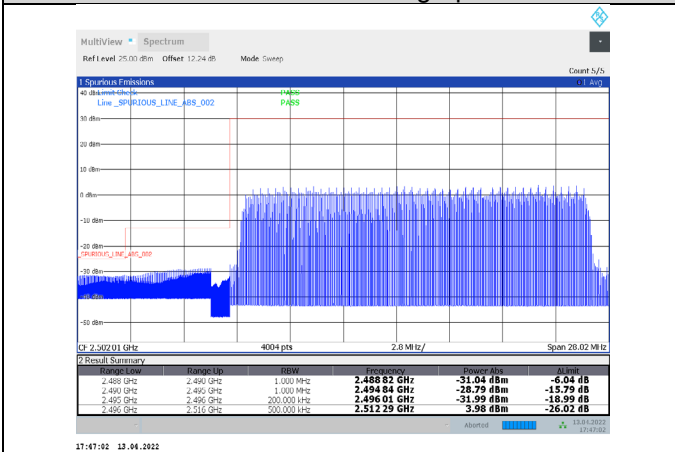 MultiView Spectrum
Ref Level 25.00 dBm Offset 12.24 dB Mode Sweep
Count 5/5
1 Spurious Emissions 1 Avg
Limit Check PASS
Line _SPURIOUS_LINE_ABS_002 PASS
30 dBm
20 dBm
10 dBm
0 dBm
-10 dBm
-20 dBm
_SPURIOUS_LINE_ABS_002
-30 dBm
-50 dBm
CF 2.50201 GHz 4004 pts 2.8 MHz/ Span 28.02 MHz
2 Result Summary
Range Low Range Up RBW Frequency Power Abs ΔLimit
2.488 GHz 2.490 GHz 1.000 MHz 2.488 82 GHz -31.04 dBm -6.04 dB
2.490 GHz 2.495 GHz 1.000 MHz 2.494 84 GHz -28.79 dBm -15.79 dB
2.495 GHz 2.496 GHz 200.000 kHz 2.496 01 GHz -31.99 dBm -18.99 dB
2.496 GHz 2.516 GHz 500.000 kHz 2.512 29 GHz 3.98 dBm -26.02 dB
Aborted 13.04.2022
17:47:02
17:47:02 13.04.2022